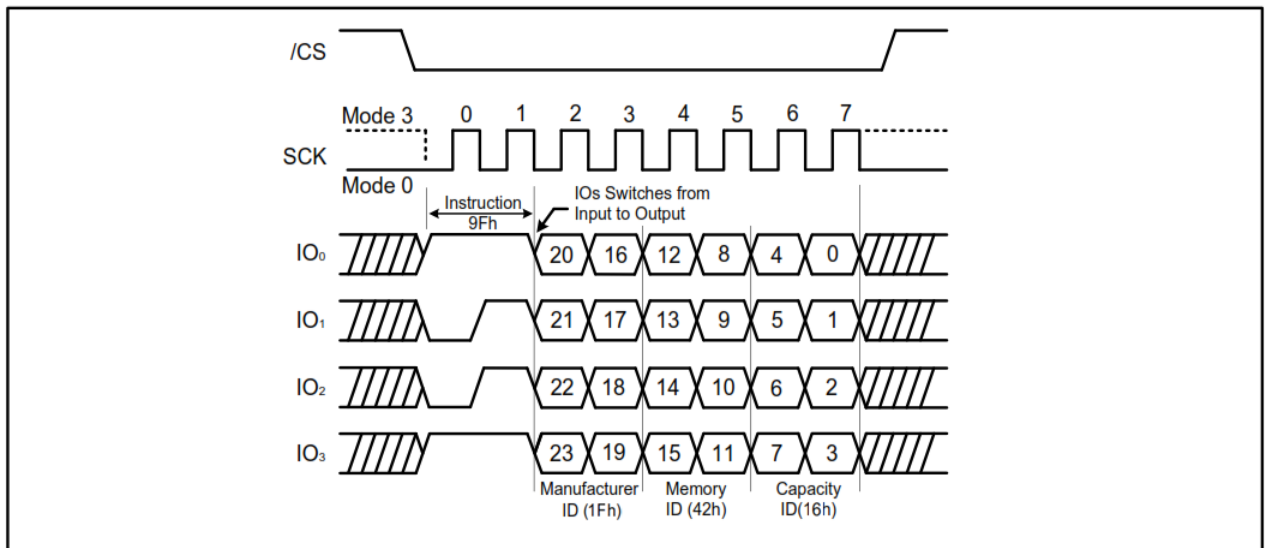 /CS
Mode 3 0 1 2 3 4 5 6 7
SCK
Mode 0
Instruction
9Fh
IOs Switches from
Input to Output
IO₀ 20 16 12 8 4 0
IO₁ 21 17 13 9 5 1
IO₂ 22 18 14 10 6 2
IO₃ 23 19 15 11 7 3
Manufacturer
ID (1Fh)
Memory
ID (42h)
Capacity
ID(16h)